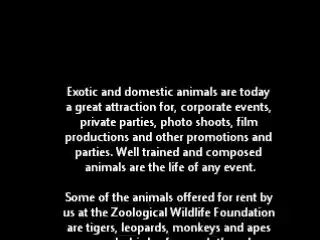 Exotic and domestic animals are today
a great attraction for, corporate events,
private parties, photo shoots, film
productions and other promotions and
parties. Well trained and composed
animals are the life of any event.
Some of the animals offered for rent by
us at the Zoological Wildlife Foundation
are tigers, leopards, monkeys and apes